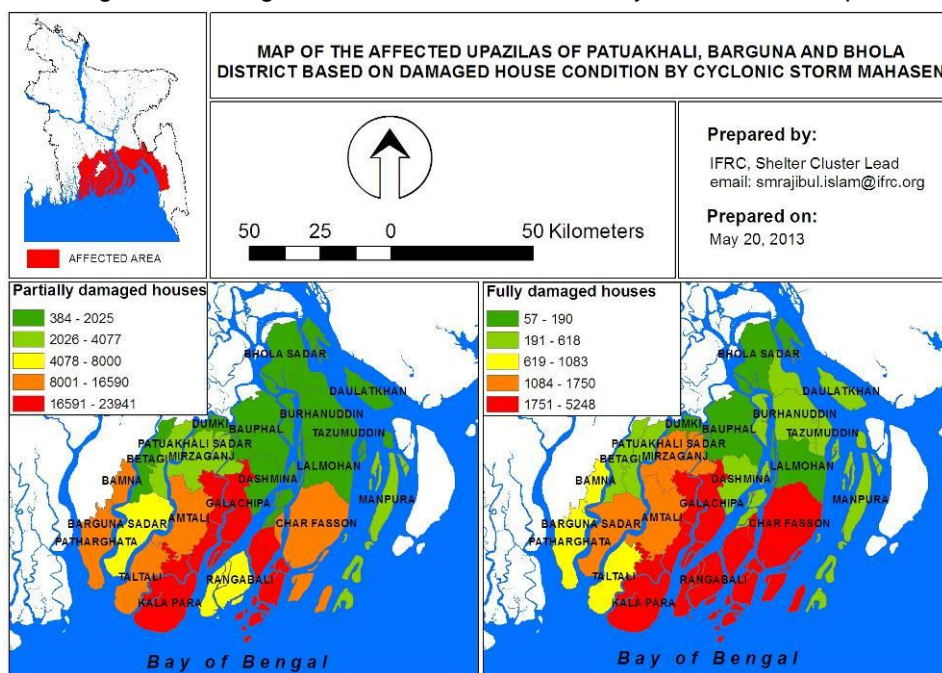 MAP OF THE AFFECTED UPAZILAS OF PATUAKHALI, BARGUNA AND BHOLA
DISTRICT BASED ON DAMAGED HOUSE CONDITION BY CYCLONIC STORM MAHASEN
AFFECTED AREA
50 25 0 50 Kilometers
Prepared by:
IFRC, Shelter Cluster Lead
email: smrajibul.islam@ifrc.org
Prepared on:
May 20, 2013
Partially damaged houses
384 - 2025
2026 - 4077
4078 - 8000
8001 - 16590
16591 - 23941
BHOLA SADAR
DAULATKHAN
BURHANUDDIN
DUMKI
BAUPHAL
TAZUMUDDIN
PATUAKHALI SADAR
BETAGI
MIRZAGANJ
LALMOHAN
BAMNA
DASHMINA
MANPURA
GALACHIPA
BARGUNA SADAR
AMTALI
CHAR FASSON
PATHARGHATA
TALTALI
RANGABALI
KALA PARA
Bay of Bengal
Fully damaged houses
57 - 190
191 - 618
619 - 1083
1084 - 1750
1751 - 5248
BHOLA SADAR
DAULATKHAN
BURHANUDDIN
DUMKI
BAUPHAL
TAZUMUDDIN
PATUAKHALI SADAR
BETAGI
MIRZAGANJ
LALMOHAN
BAMNA
DASHMINA
MANPURA
GALACHIPA
BARGUNA SADAR
AMTALI
CHAR FASSON
PATHARGHATA
TALTALI
RANGABALI
KALA PARA
Bay of Bengal